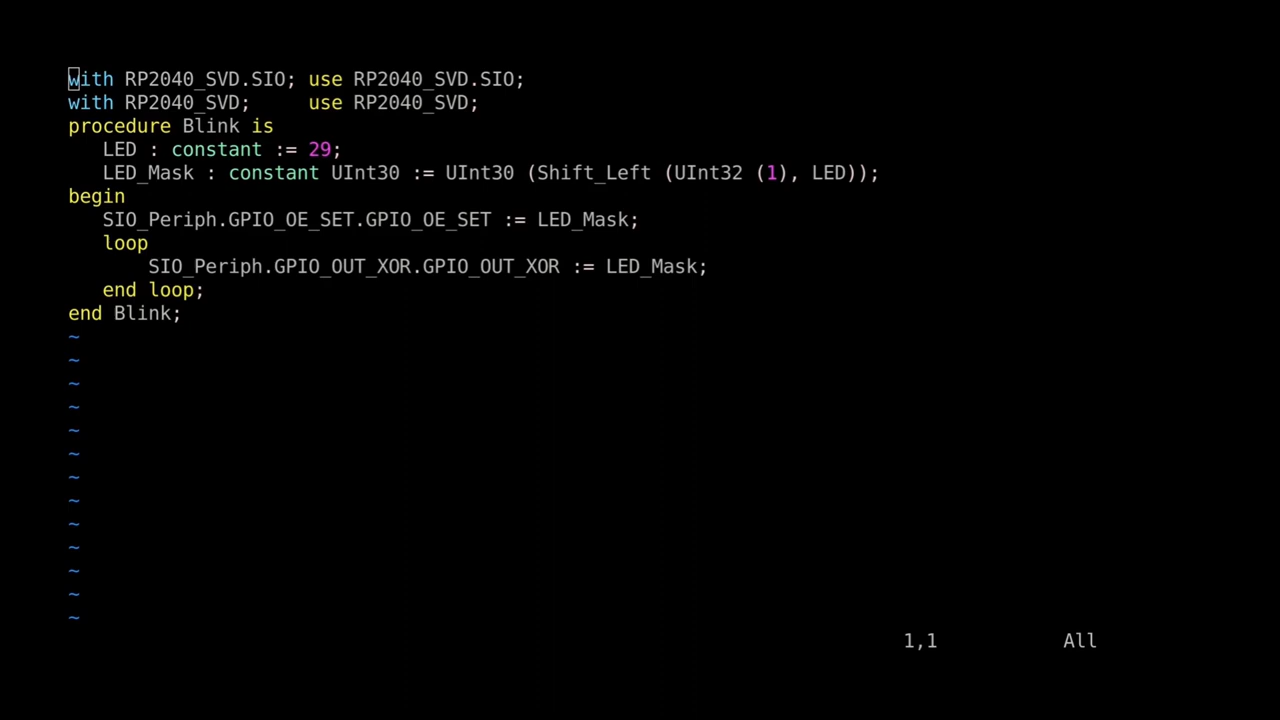 with RP2040_SVD.SIO; use RP2040_SVD.SIO;
with RP2040_SVD;     use RP2040_SVD;
procedure Blink is
   LED : constant := 29;
   LED_Mask : constant UInt30 := UInt30 (Shift_Left (UInt32 (1), LED));
begin
   SIO_Periph.GPIO_OE_SET.GPIO_OE_SET := LED_Mask;
   loop
       SIO_Periph.GPIO_OUT_XOR.GPIO_OUT_XOR := LED_Mask;
   end loop;
end Blink;
~
~
~
~
~
~
~
~
~
~
~
~
~
1,1 All